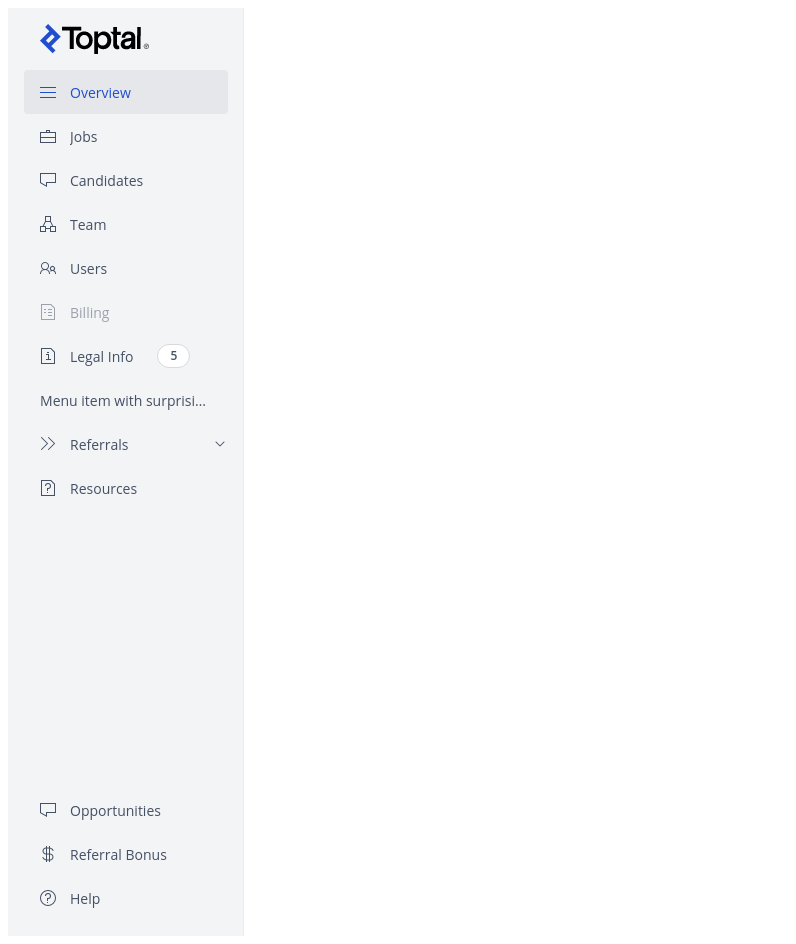 Toptal®
Overview
Jobs
Candidates
Team
Users
Billing
Legal Info 5
Menu item with surprisi...
Referrals
Resources
Opportunities
Referral Bonus
Help